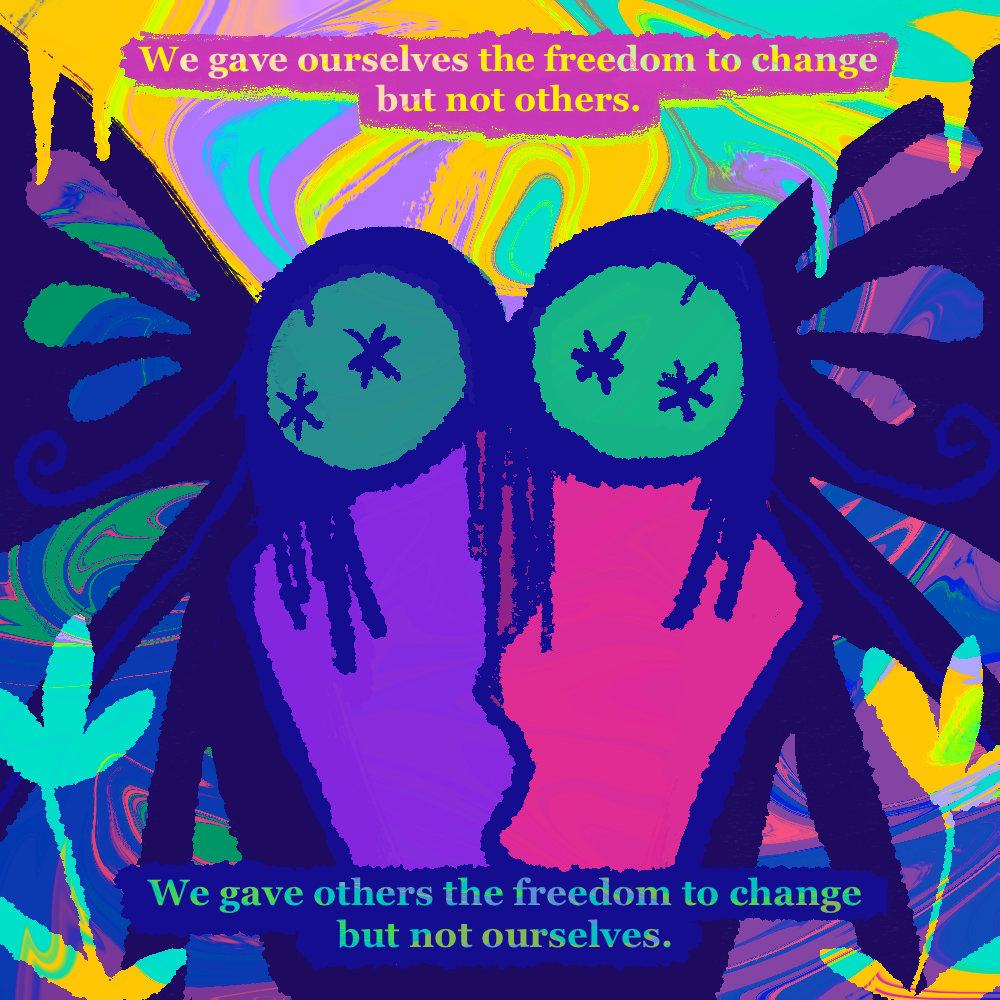 We gave ourselves the freedom to change
but not others.
We gave others the freedom to change
but not ourselves.